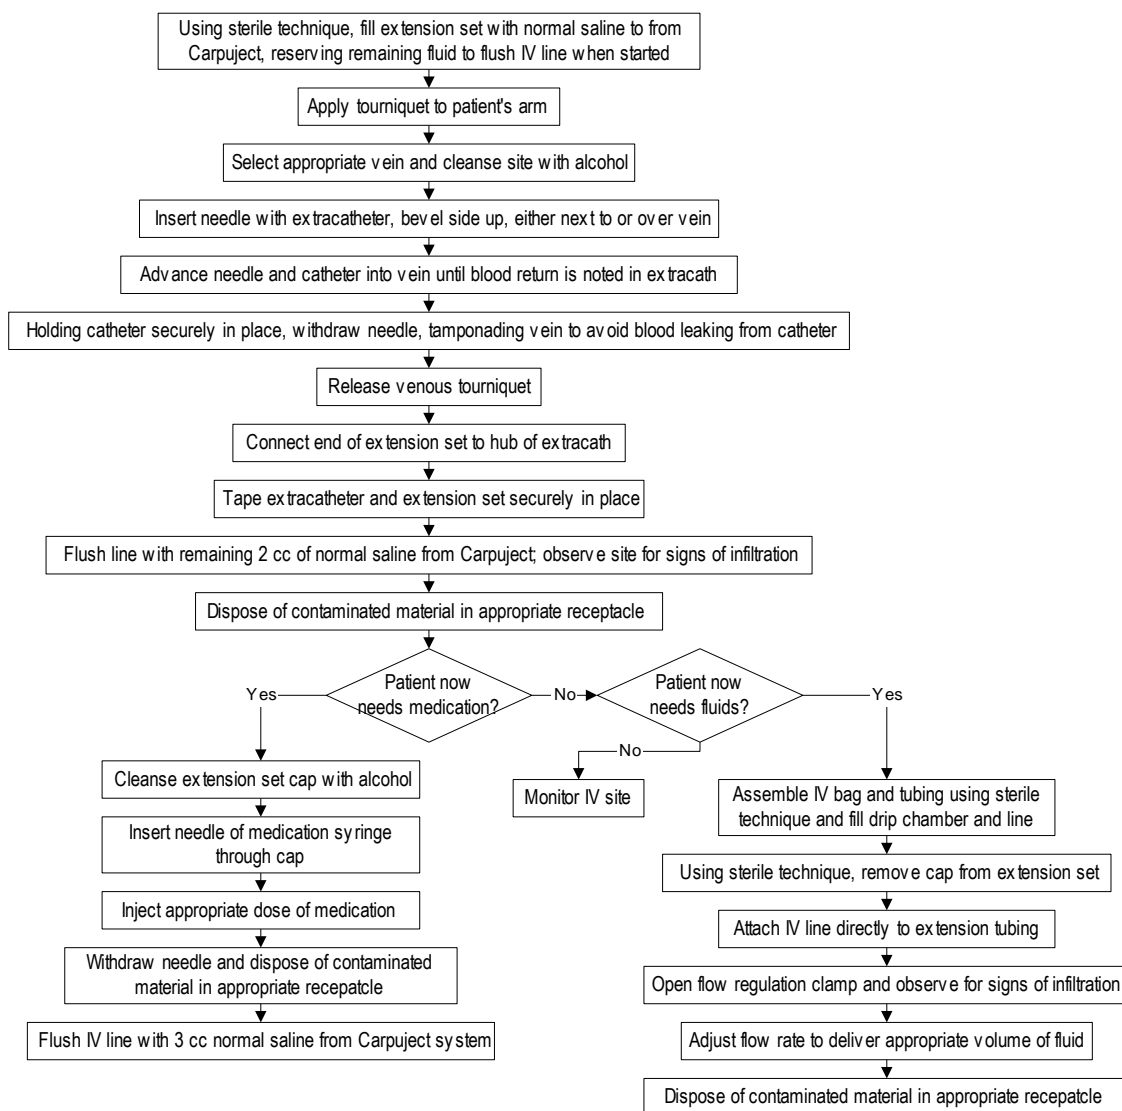 Using sterile technique, fill extension set with normal saline to from
Carpuject, reserving remaining fluid to flush IV line when started
Apply tourniquet to patient's arm
Select appropriate vein and cleanse site with alcohol
Insert needle with extracatheter, bevel side up, either next to or over vein
Advance needle and catheter into vein until blood return is noted in extracath
Holding catheter securely in place, withdraw needle, tamponading vein to avoid blood leaking from catheter
Release venous tourniquet
Connect end of extension set to hub of extracath
Tape extracatheter and extension set securely in place
Flush line with remaining 2 cc of normal saline from Carpuject; observe site for signs of infiltration
Dispose of contaminated material in appropriate receptacle
Patient now
needs medication?
Yes
No
Patient now
needs fluids?
Yes
No
Cleanse extension set cap with alcohol
Insert needle of medication syringe
through cap
Inject appropriate dose of medication
Withdraw needle and dispose of contaminated
material in appropriate recepatcle
Flush IV line with 3 cc normal saline from Carpuject system
Monitor IV site
Assemble IV bag and tubing using sterile
technique and fill drip chamber and line
Using sterile technique, remove cap from extension set
Attach IV line directly to extension tubing
Open flow regulation clamp and observe for signs of infiltration
Adjust flow rate to deliver appropriate volume of fluid
Dispose of contaminated material in appropriate recepatcle